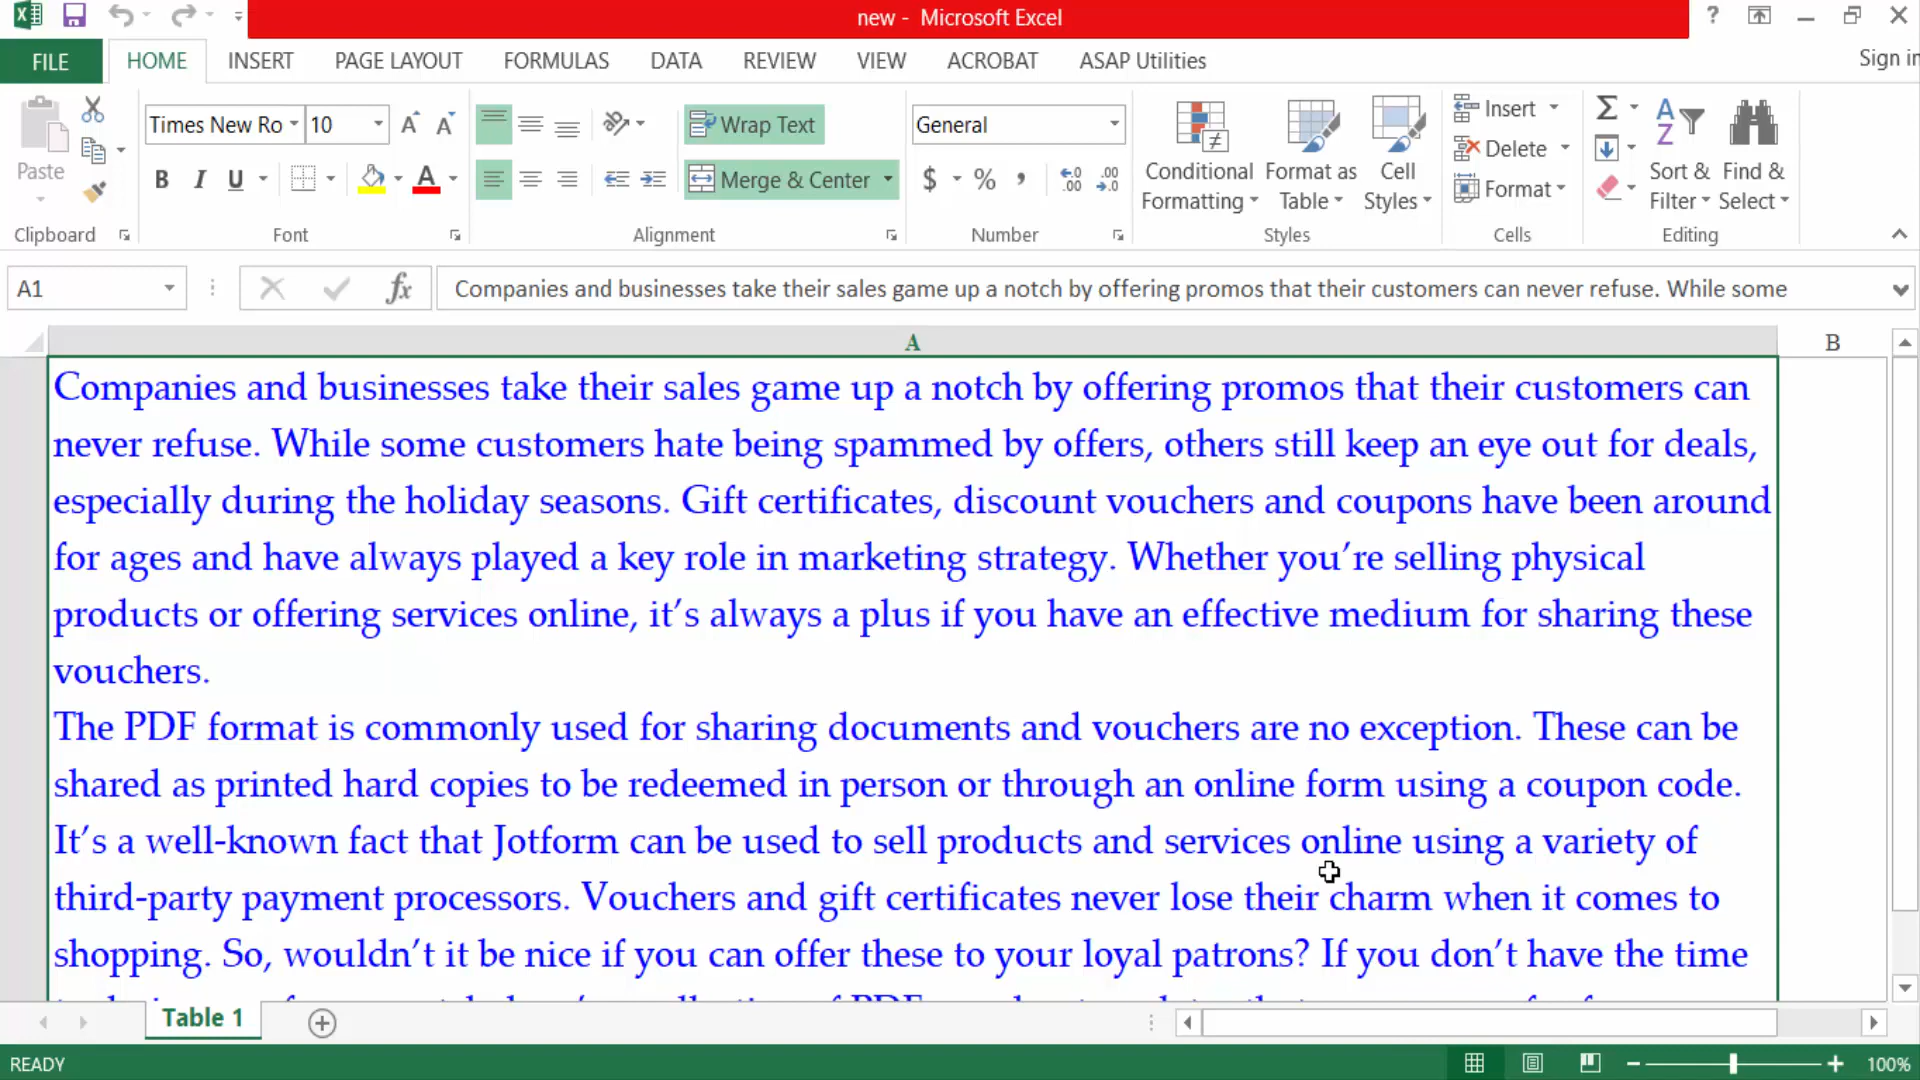 new - Microsoft Excel
?
FILE HOME INSERT PAGE LAYOUT FORMULAS DATA REVIEW VIEW ACROBAT ASAP Utilities Sign in
Paste
Clipboard
Times New Ro 10
B I U A
Font
Wrap Text
Merge & Center
Alignment
General
$ % , .00 .00
Number
Conditional Formatting
Format as Table
Cell Styles
Styles
Insert
Delete
Format
Cells
Sort & Filter
Find & Select
Editing
A1 fx Companies and businesses take their sales game up a notch by offering promos that their customers can never refuse. While some
A B
Companies and businesses take their sales game up a notch by offering promos that their customers can
never refuse. While some customers hate being spammed by offers, others still keep an eye out for deals,
especially during the holiday seasons. Gift certificates, discount vouchers and coupons have been around
for ages and have always played a key role in marketing strategy. Whether you’re selling physical
products or offering services online, it’s always a plus if you have an effective medium for sharing these
vouchers.
The PDF format is commonly used for sharing documents and vouchers are no exception. These can be
shared as printed hard copies to be redeemed in person or through an online form using a coupon code.
It’s a well-known fact that Jotform can be used to sell products and services online using a variety of
third-party payment processors. Vouchers and gift certificates never lose their charm when it comes to
shopping. So, wouldn’t it be nice if you can offer these to your loyal patrons? If you don’t have the time
Table 1
READY 100%